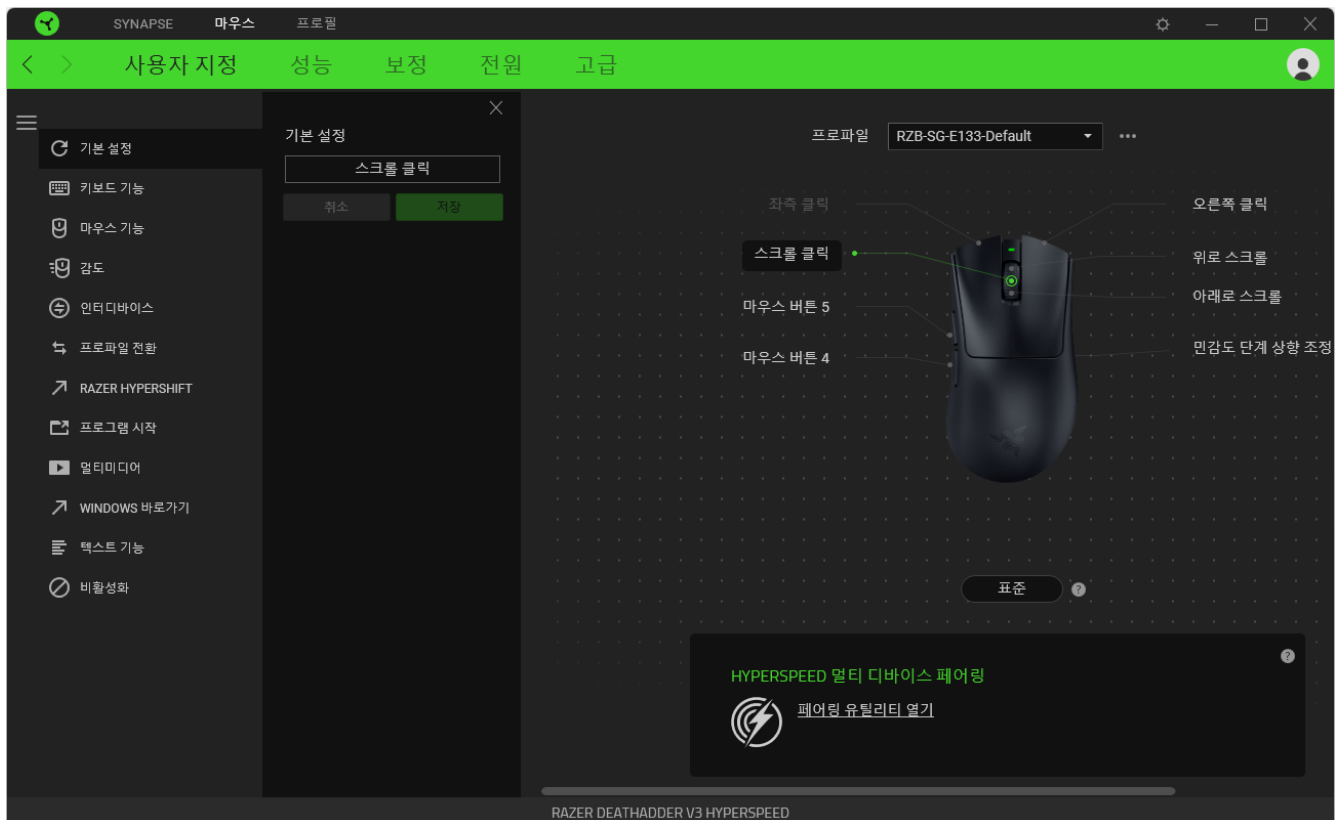 SYNAPSE 마우스 프로필
사용자 지정 성능 보정 전원 고급
기본 설정
키보드 기능
마우스 기능
감도
인터디바이스
프로파일 전환
RAZER HYPERSHIFT
프로그램 시작
멀티미디어
WINDOWS 바로가기
텍스트 기능
비활성화
기본 설정
스크롤 클릭
취소 저장
프로파일 RZB-SG-E133-Default
좌측 클릭
스크롤 클릭
마우스 버튼 5
마우스 버튼 4
오른쪽 클릭
위로 스크롤
아래로 스크롤
민감도 단계 상향 조정
표준 ?
?
HYPERSPEED 멀티 디바이스 페어링
페어링 유틸리티 열기
RAZER DEATHADDER V3 HYPERSPEED